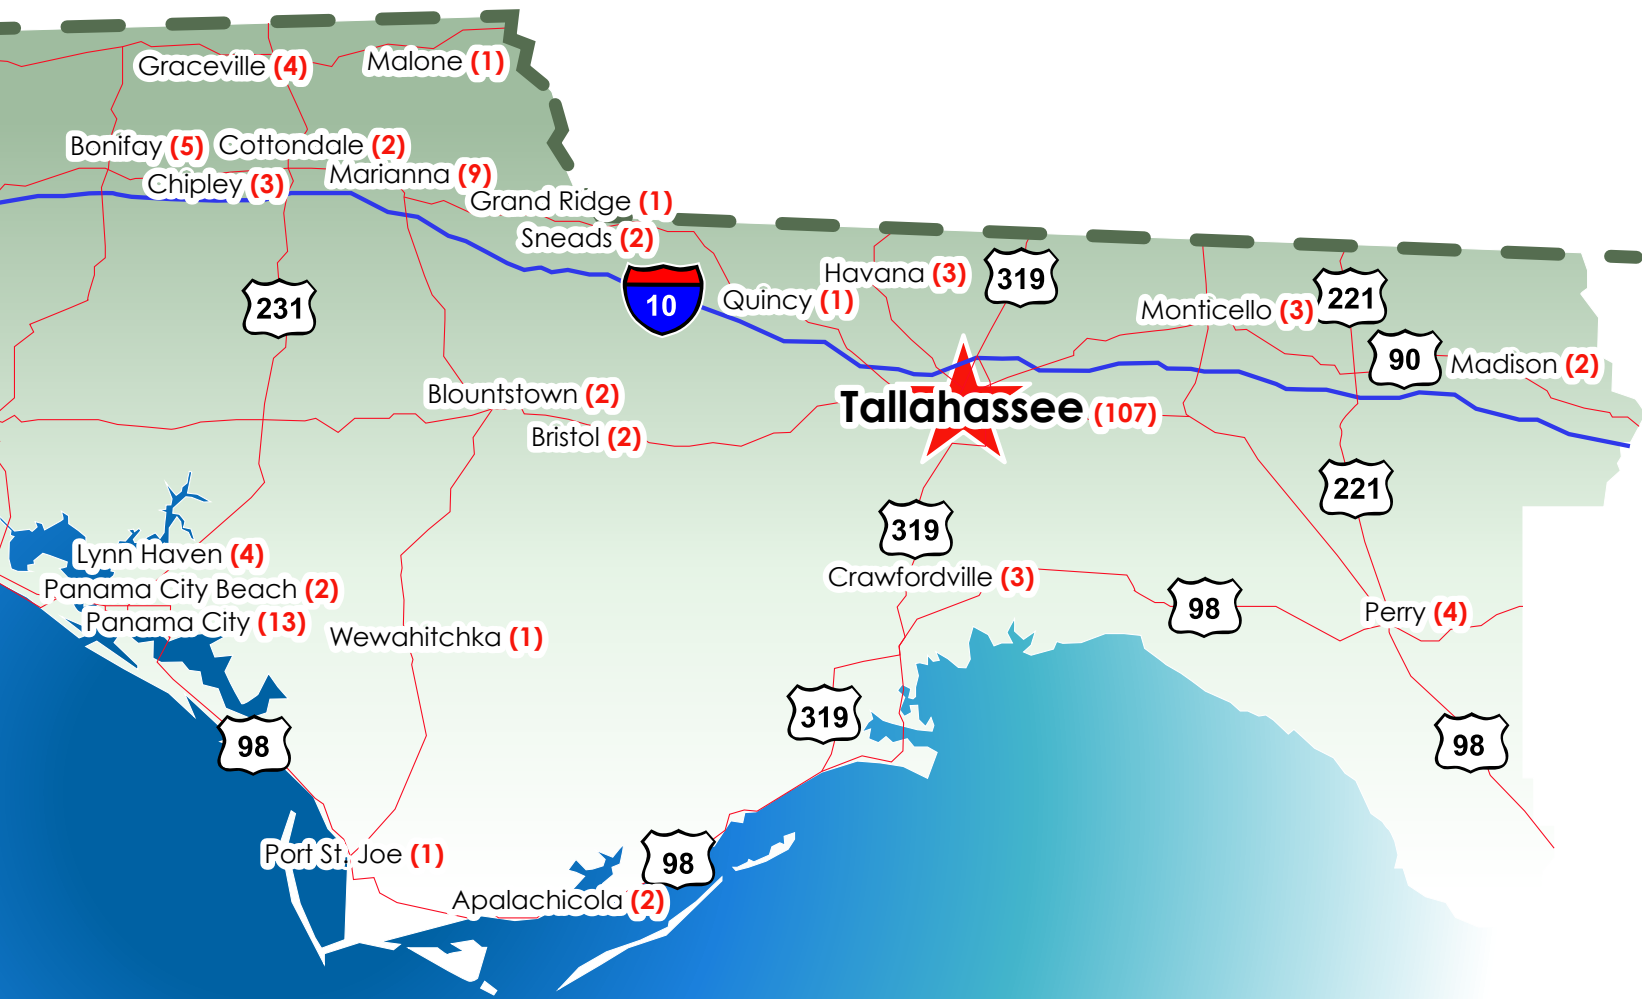 Graceville (4)
Malone (1)
Bonifay (5)
Cottondale (2)
Chipley (3)
Marianna (9)
Grand Ridge (1)
Sneads (2)
Havana (3)
319
10
Quincy (1)
231
Monticello (3)
221
90
Madison (2)
Blountstown (2)
Tallahassee (107)
Bristol (2)
221
319
Lynn Haven (4)
Crawfordville (3)
Panama City Beach (2)
98
Perry (4)
Panama City (13)
Wewahitchka (1)
319
98
98
Port St. Joe (1)
98
Apalachicola (2)